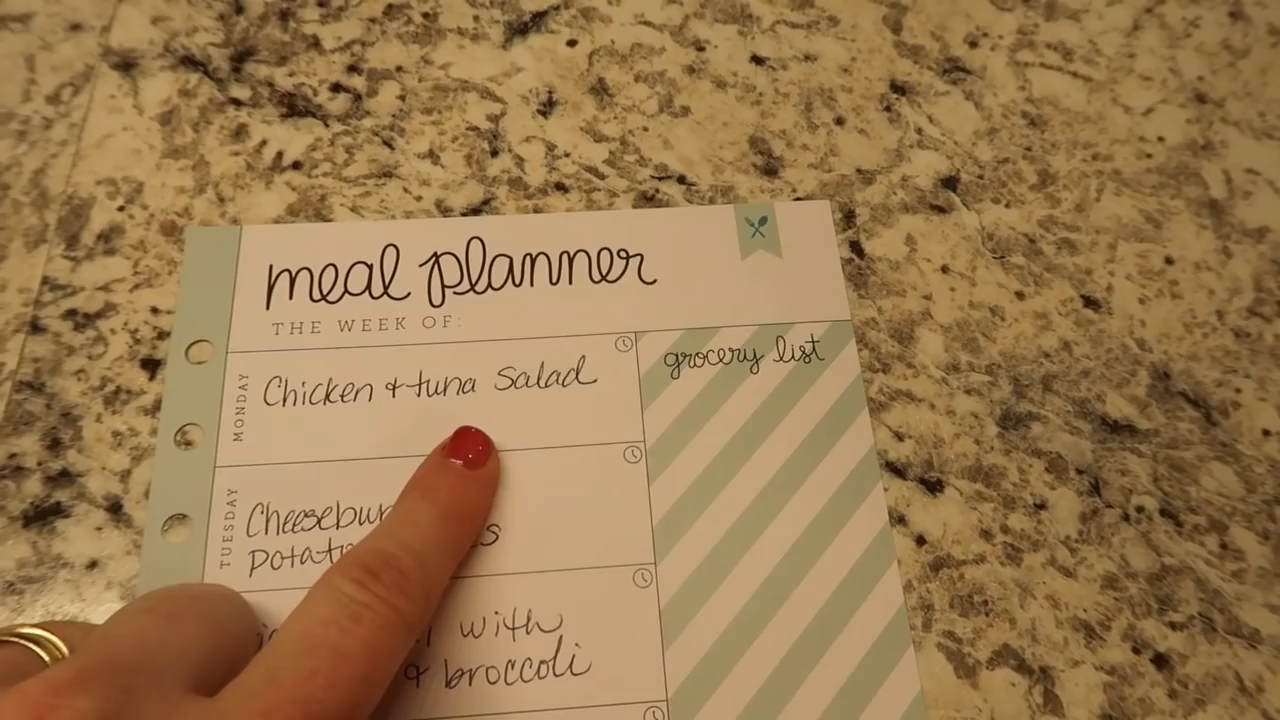 meal planner
THE WEEK OF:
MONDAY
Chicken & tuna Salad
grocery list
TUESDAY
with
& broccoli